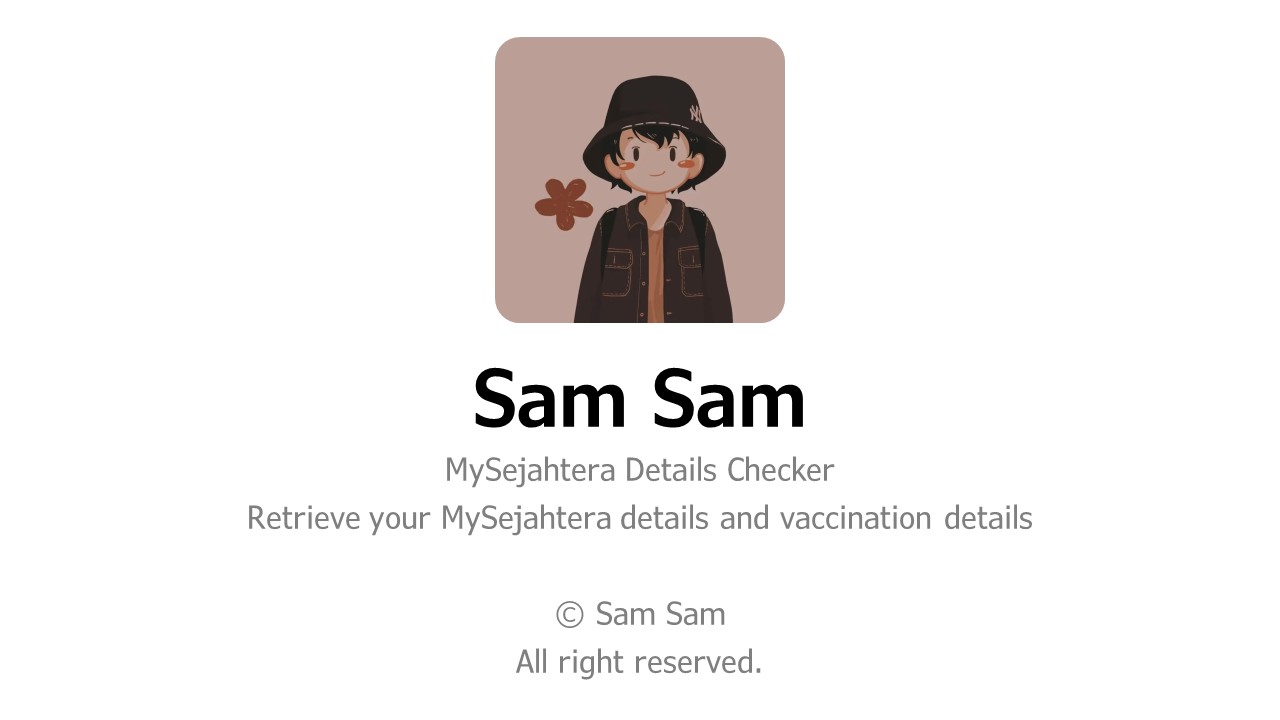 Sam Sam
MySejahtera Details Checker
Retrieve your MySejahtera details and vaccination details
© Sam Sam
All right reserved.